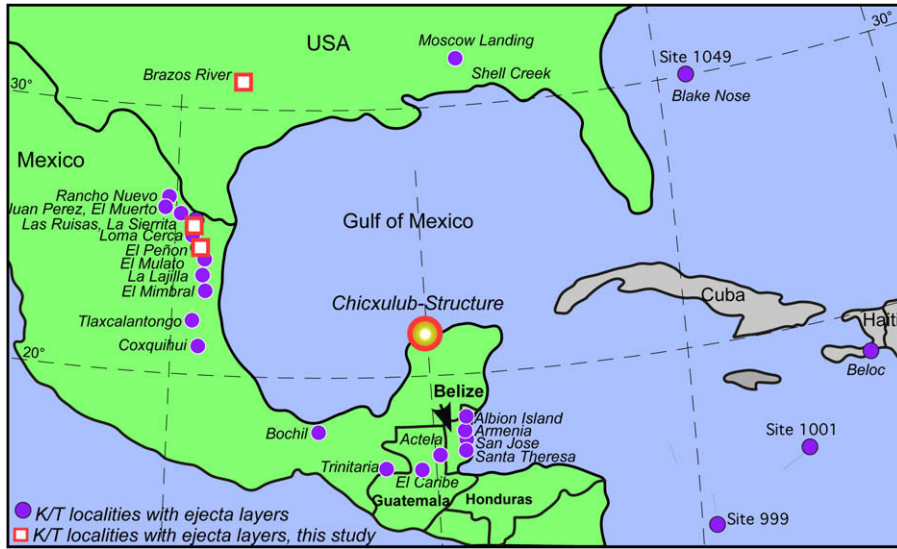 USA
Moscow Landing
Shell Creek
Brazos River
Site 1049
Blake Nose
30°
30°
Mexico
Rancho Nuevo
Juan Perez, El Muerto
Las Ruisas, La Sierrita
Loma Cerca
El Peñon
El Mulato
La Lajilla
El Mimbral
Tlaxcalantongo
Coxquihui
20°
Gulf of Mexico
Chicxulub-Structure
Cuba
Haiti
Beloc
Belize
Albion Island
Armenia
San Jose
Santa Theresa
Bochil
Actela
Trinitaria
El Caribe
Guatemala
Honduras
Site 1001
Site 999
K/T localities with ejecta layers
K/T localities with ejecta layers, this study